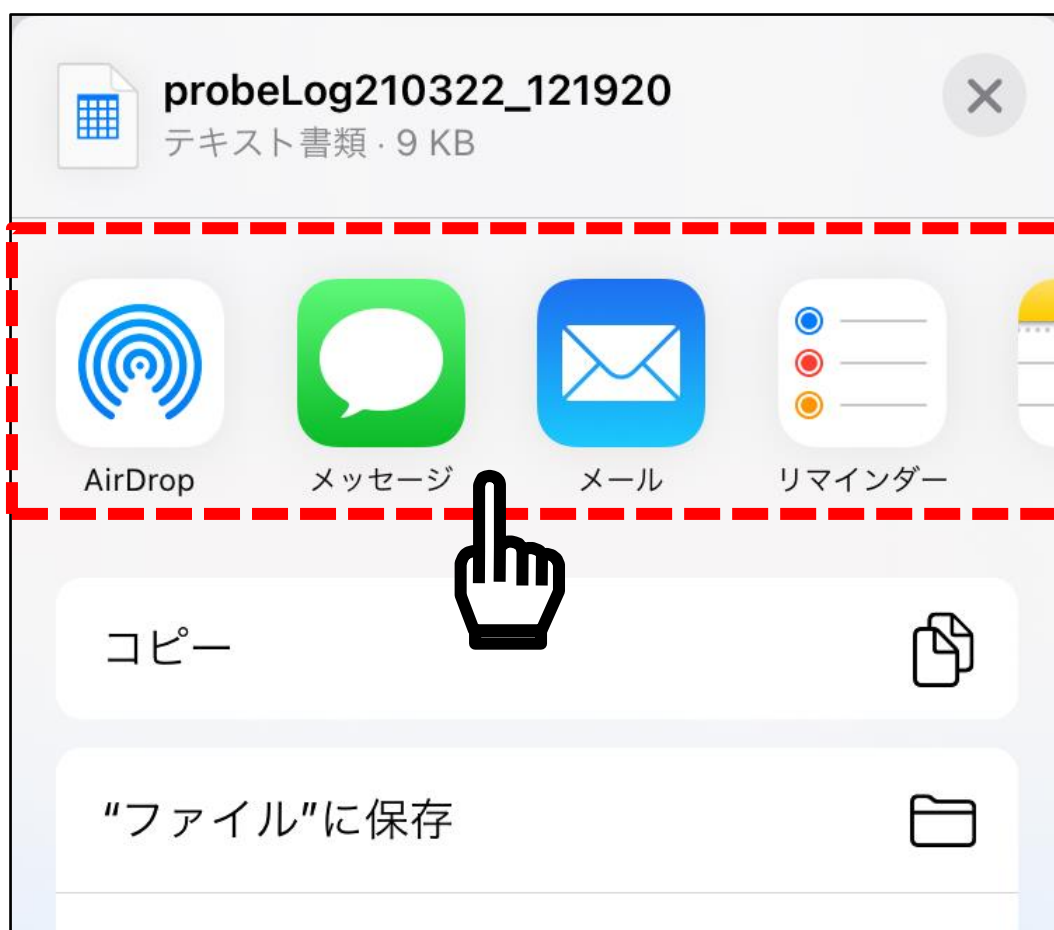 probeLog210322_121920
テキスト書類 · 9 KB
AirDrop
メッセージ
メール
リマインダー
コピー
“ファイル”に保存